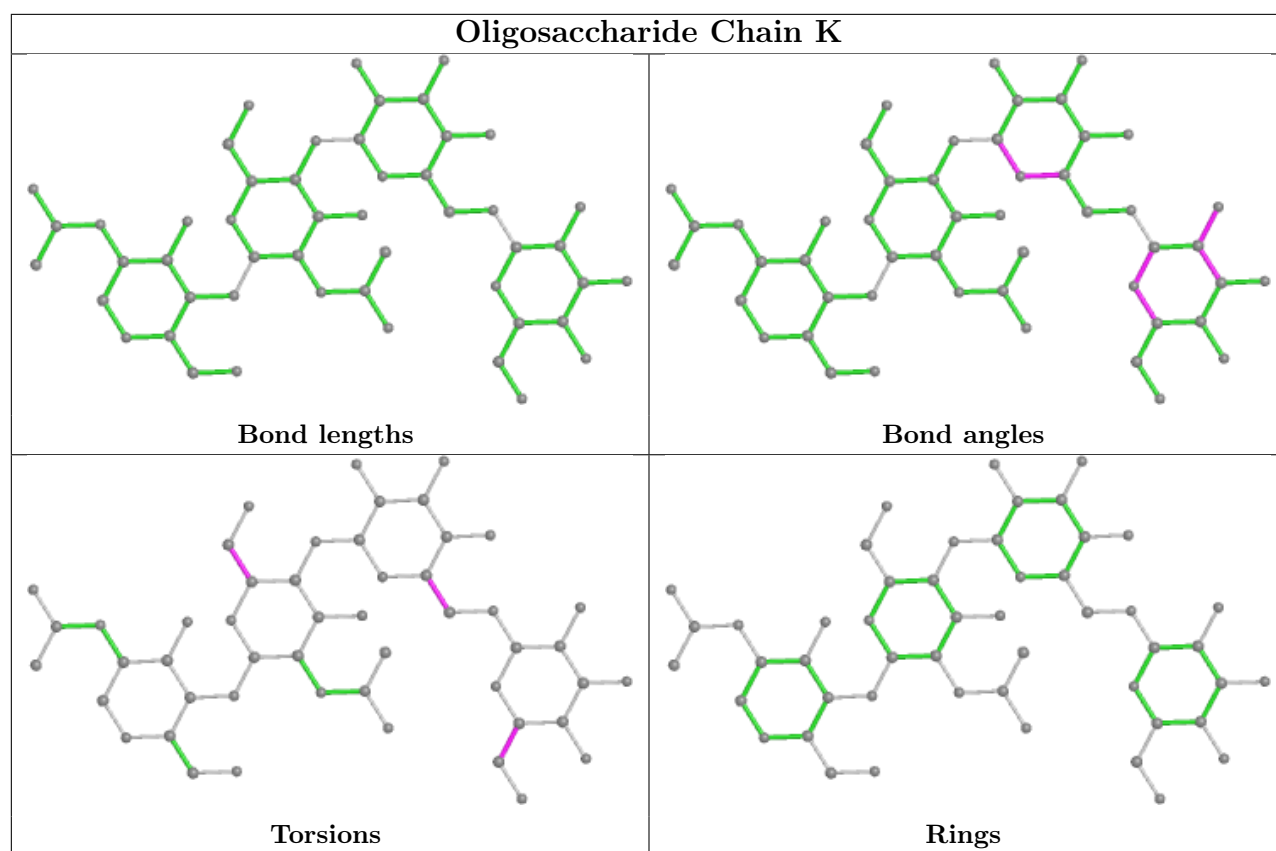 Oligosaccharide Chain K
Bond lengths
Bond angles
Torsions
Rings